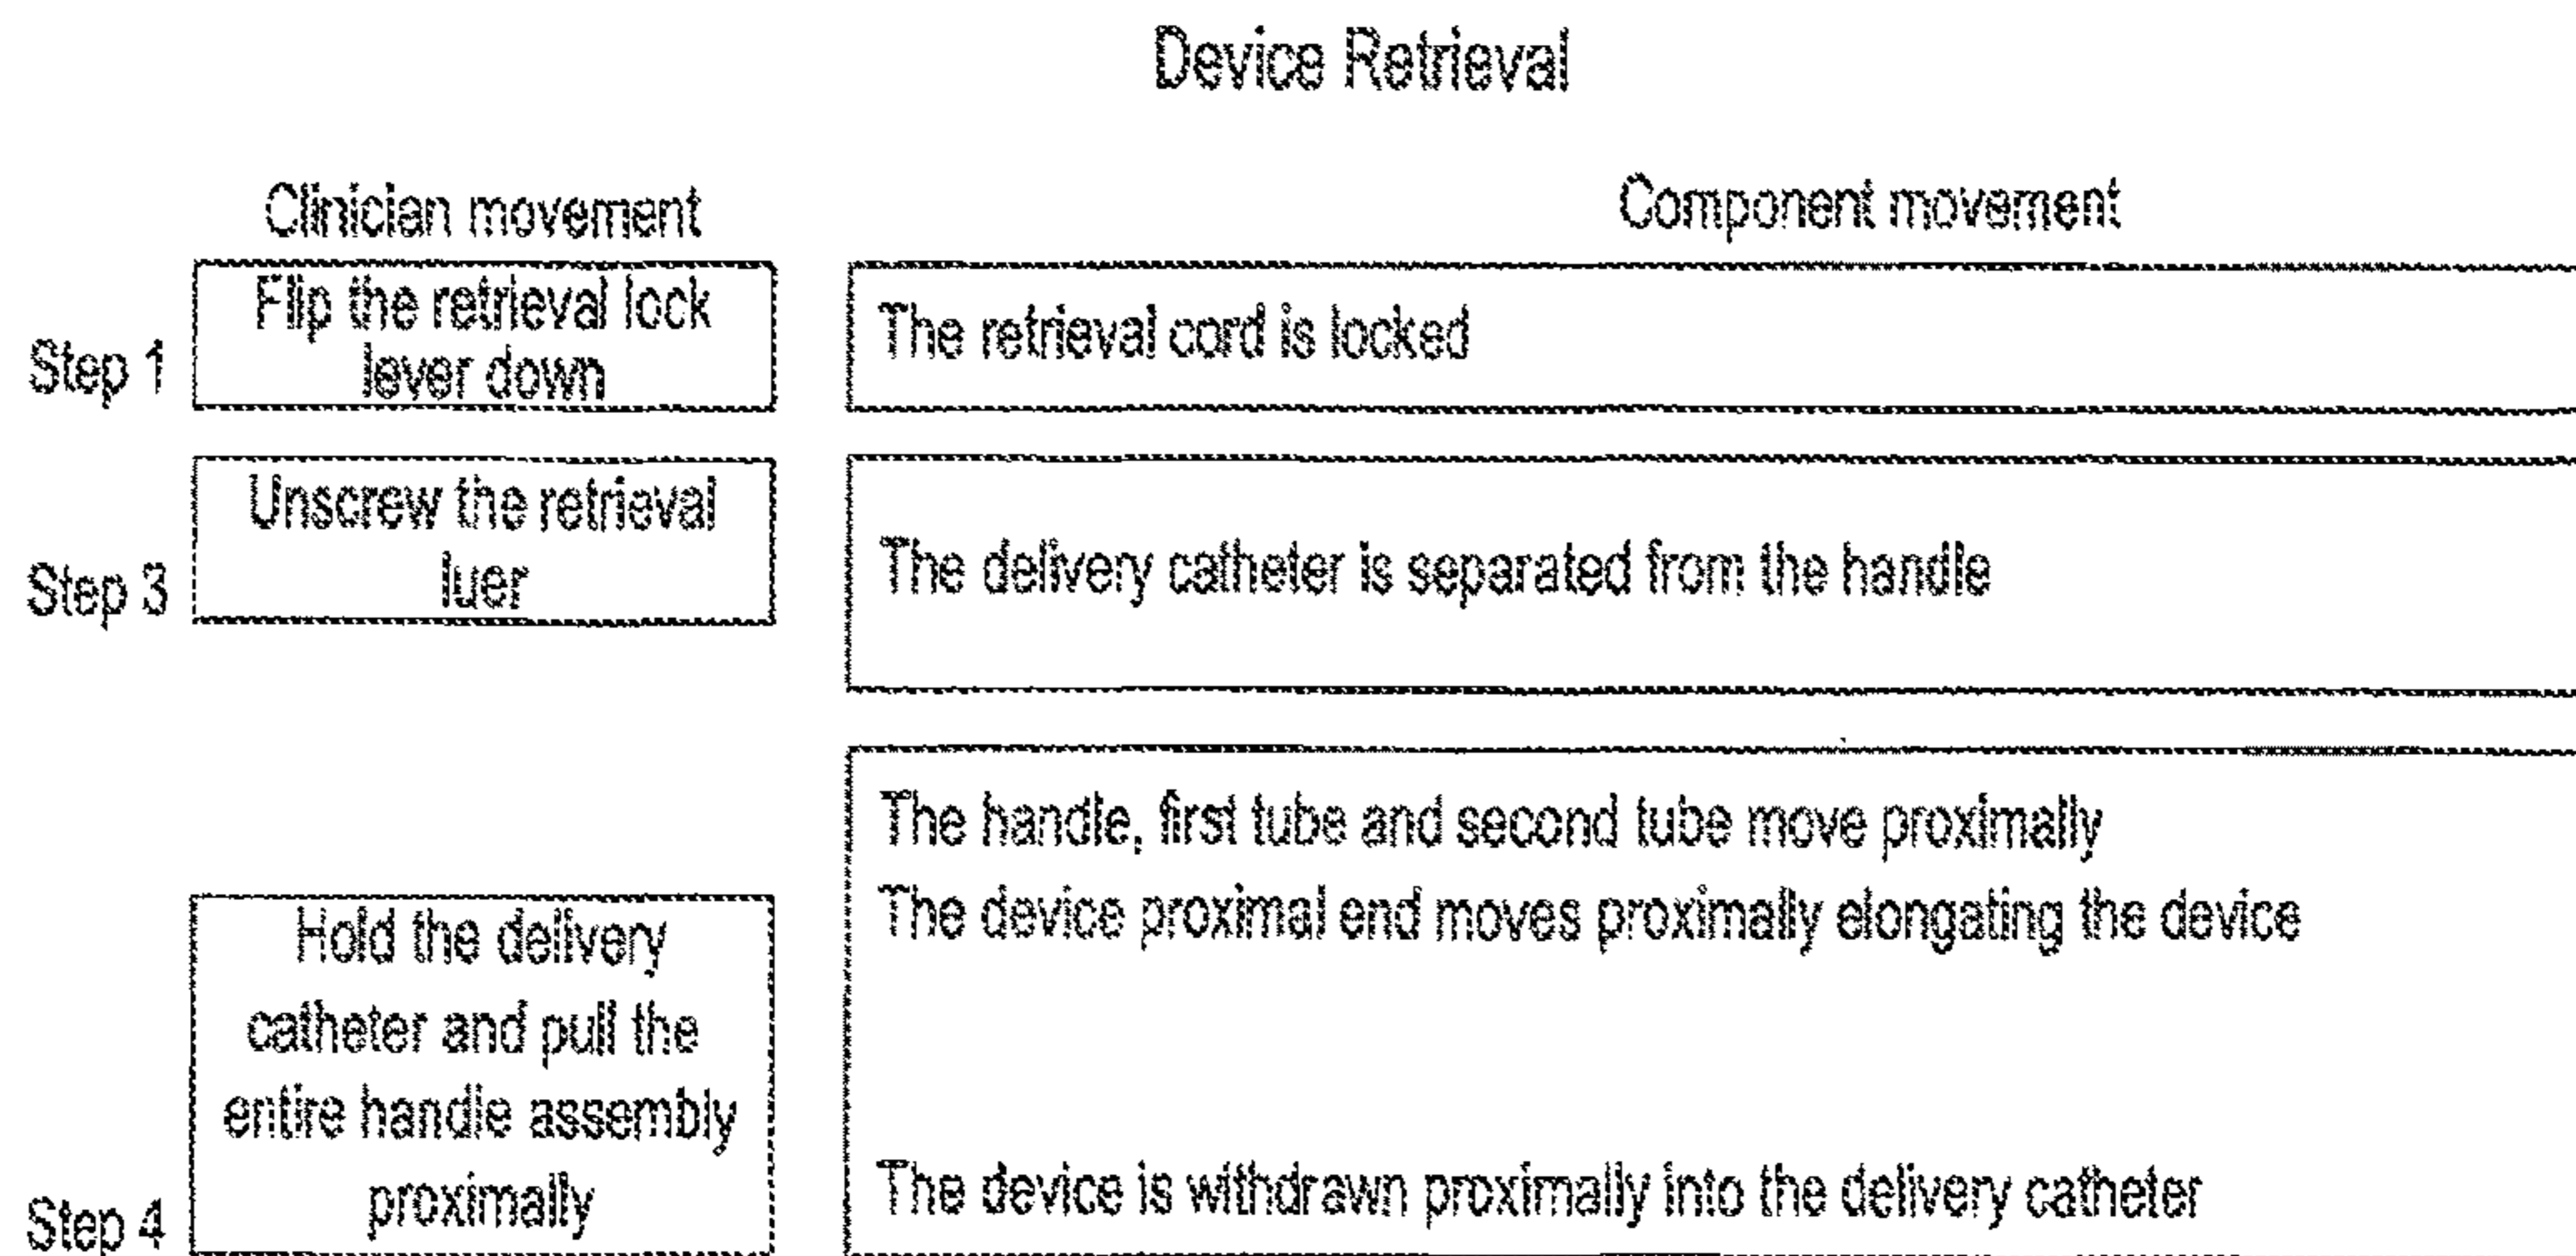 Device Retrieval
Clinician movement
Component movement
Step 1
Flip the retrieval lock
lever down
The retrieval cord is locked
Step 3
Unscrew the retrieval
luer
The delivery catheter is separated from the handle
Step 4
Hold the delivery
catheter and pull the
entire handle assembly
proximally
The handle, first tube and second tube move proximally
The device proximal end moves proximally elongating the device
The device is withdrawn proximally into the delivery catheter